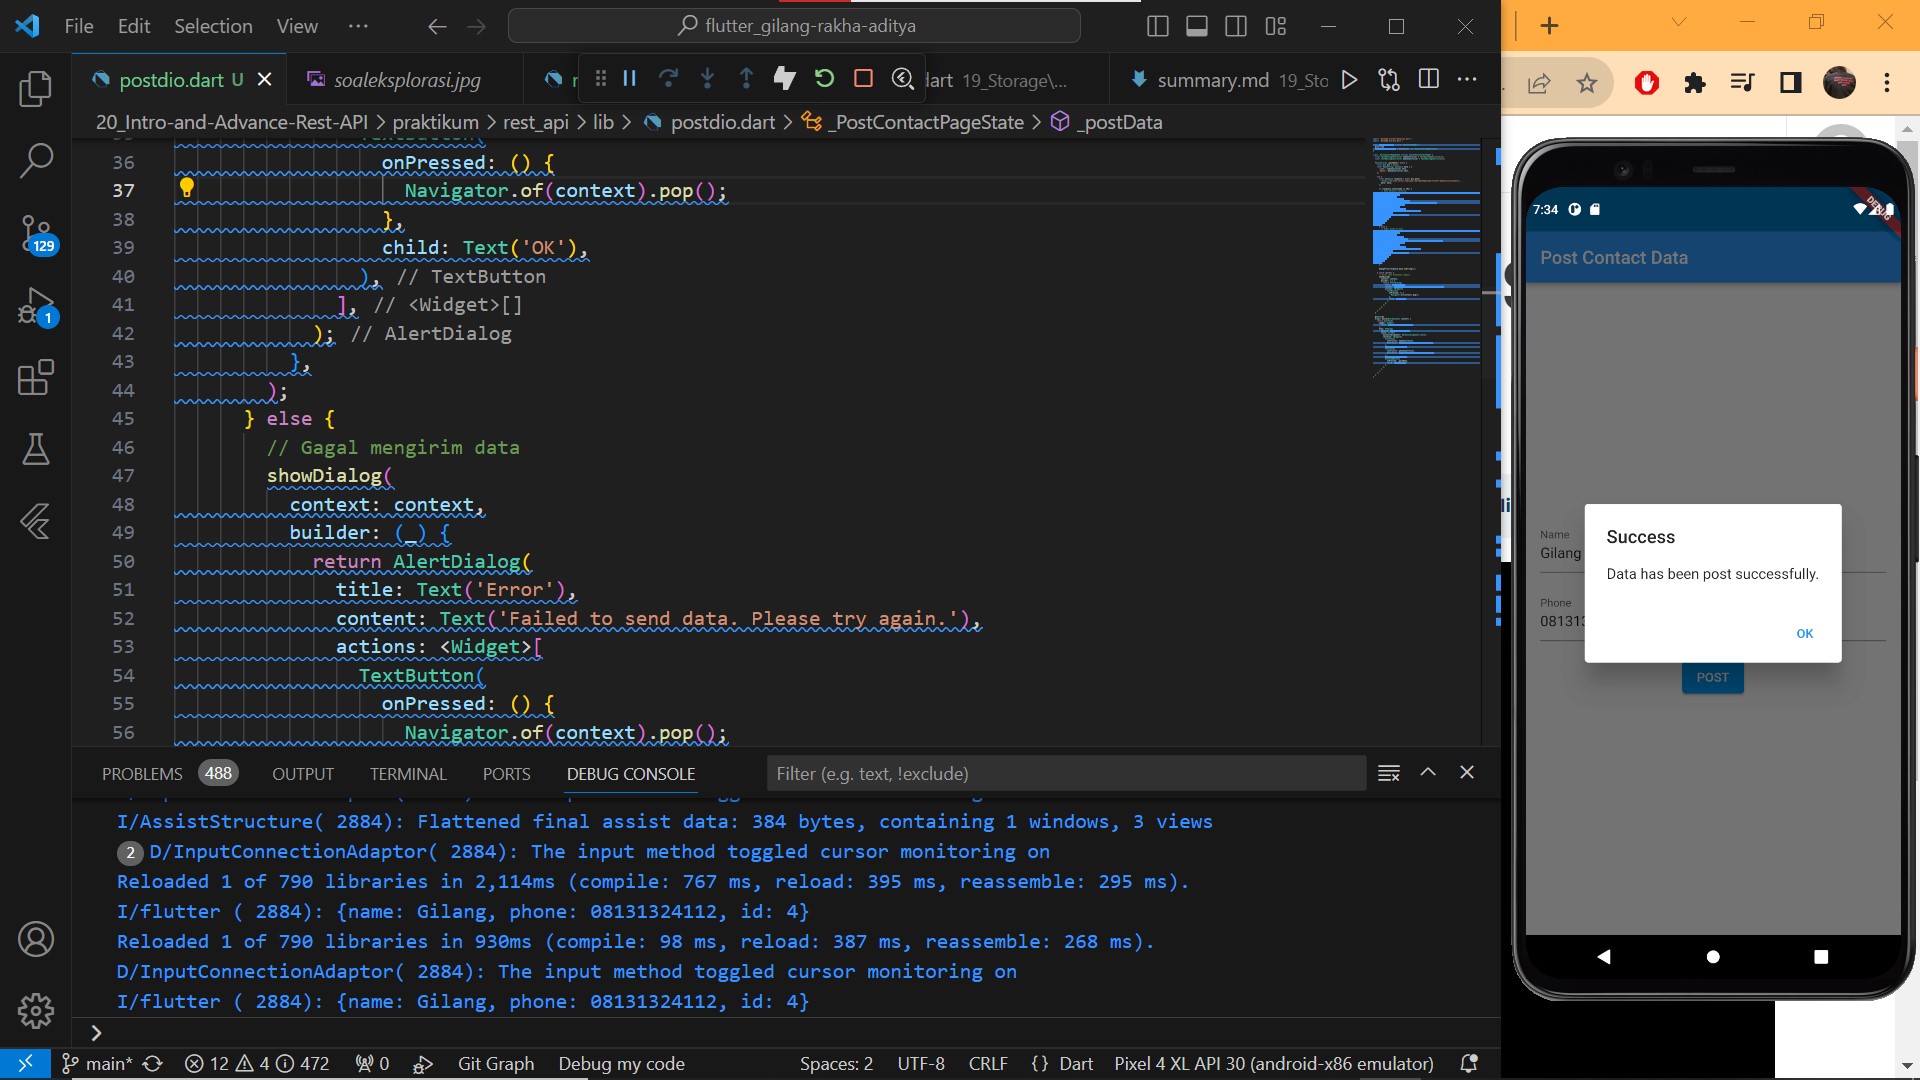 File Edit Selection View ··· flutter_gilang-rakha-aditya
postdio.dart U soaleksplorasi.jpg lart 19_Storage\... summary.md 19_Sto
20_Intro-and-Advance-Rest-API > praktikum > rest_api > lib > postdio.dart > _PostContactPageState > _postData
36 onPressed: () {
37 Navigator.of(context).pop();
38 },
39 child: Text('OK'),
40 ), // TextButton
41 ], // <Widget>[]
42 ); // AlertDialog
43 },
44 );
45 } else {
46 // Gagal mengirim data
47 showDialog(
48 context: context,
49 builder: (_) {
50 return AlertDialog(
51 title: Text('Error'),
52 content: Text('Failed to send data. Please try again.'),
53 actions: <Widget>[
54 TextButton(
55 onPressed: () {
56 Navigator.of(context).pop();
129
1
PROBLEMS 488 OUTPUT TERMINAL PORTS DEBUG CONSOLE Filter (e.g. text, !exclude)
I/AssistStructure( 2884): Flattened final assist data: 384 bytes, containing 1 windows, 3 views
2 D/InputConnectionAdaptor( 2884): The input method toggled cursor monitoring on
Reloaded 1 of 790 libraries in 2,114ms (compile: 767 ms, reload: 395 ms, reassemble: 295 ms).
I/flutter ( 2884): {name: Gilang, phone: 08131324112, id: 4}
Reloaded 1 of 790 libraries in 930ms (compile: 98 ms, reload: 387 ms, reassemble: 268 ms).
D/InputConnectionAdaptor( 2884): The input method toggled cursor monitoring on
I/flutter ( 2884): {name: Gilang, phone: 08131324112, id: 4}
>
main* 12 4 472 0 Git Graph Debug my code Spaces: 2 UTF-8 CRLF {} Dart Pixel 4 XL API 30 (android-x86 emulator)
7:34
DEBUG
Post Contact Data
Name
Gilang
Phone
08131
Success
Data has been post successfully.
OK
POST